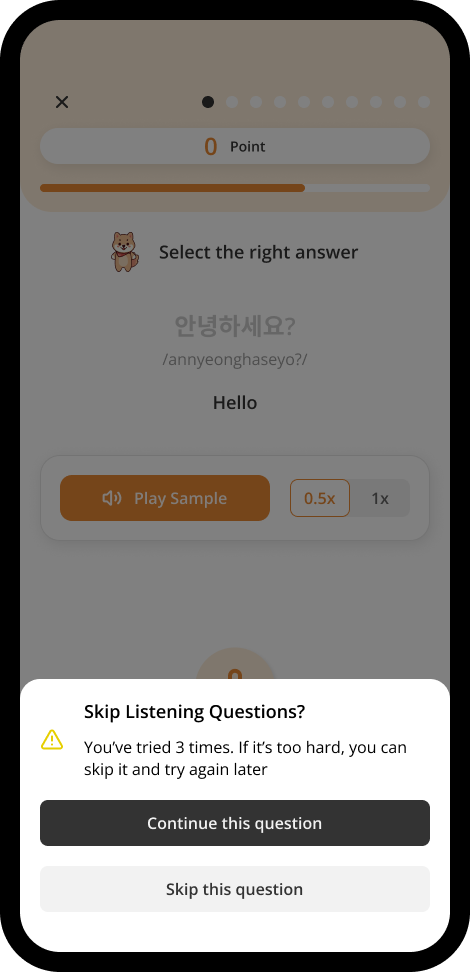 0 Point
Select the right answer
안녕하세요?
/annyeonghaseyo?/
Hello
Play Sample 0.5x 1x
Skip Listening Questions?
You’ve tried 3 times. If it’s too hard, you can
skip it and try again later
Continue this question
Skip this question